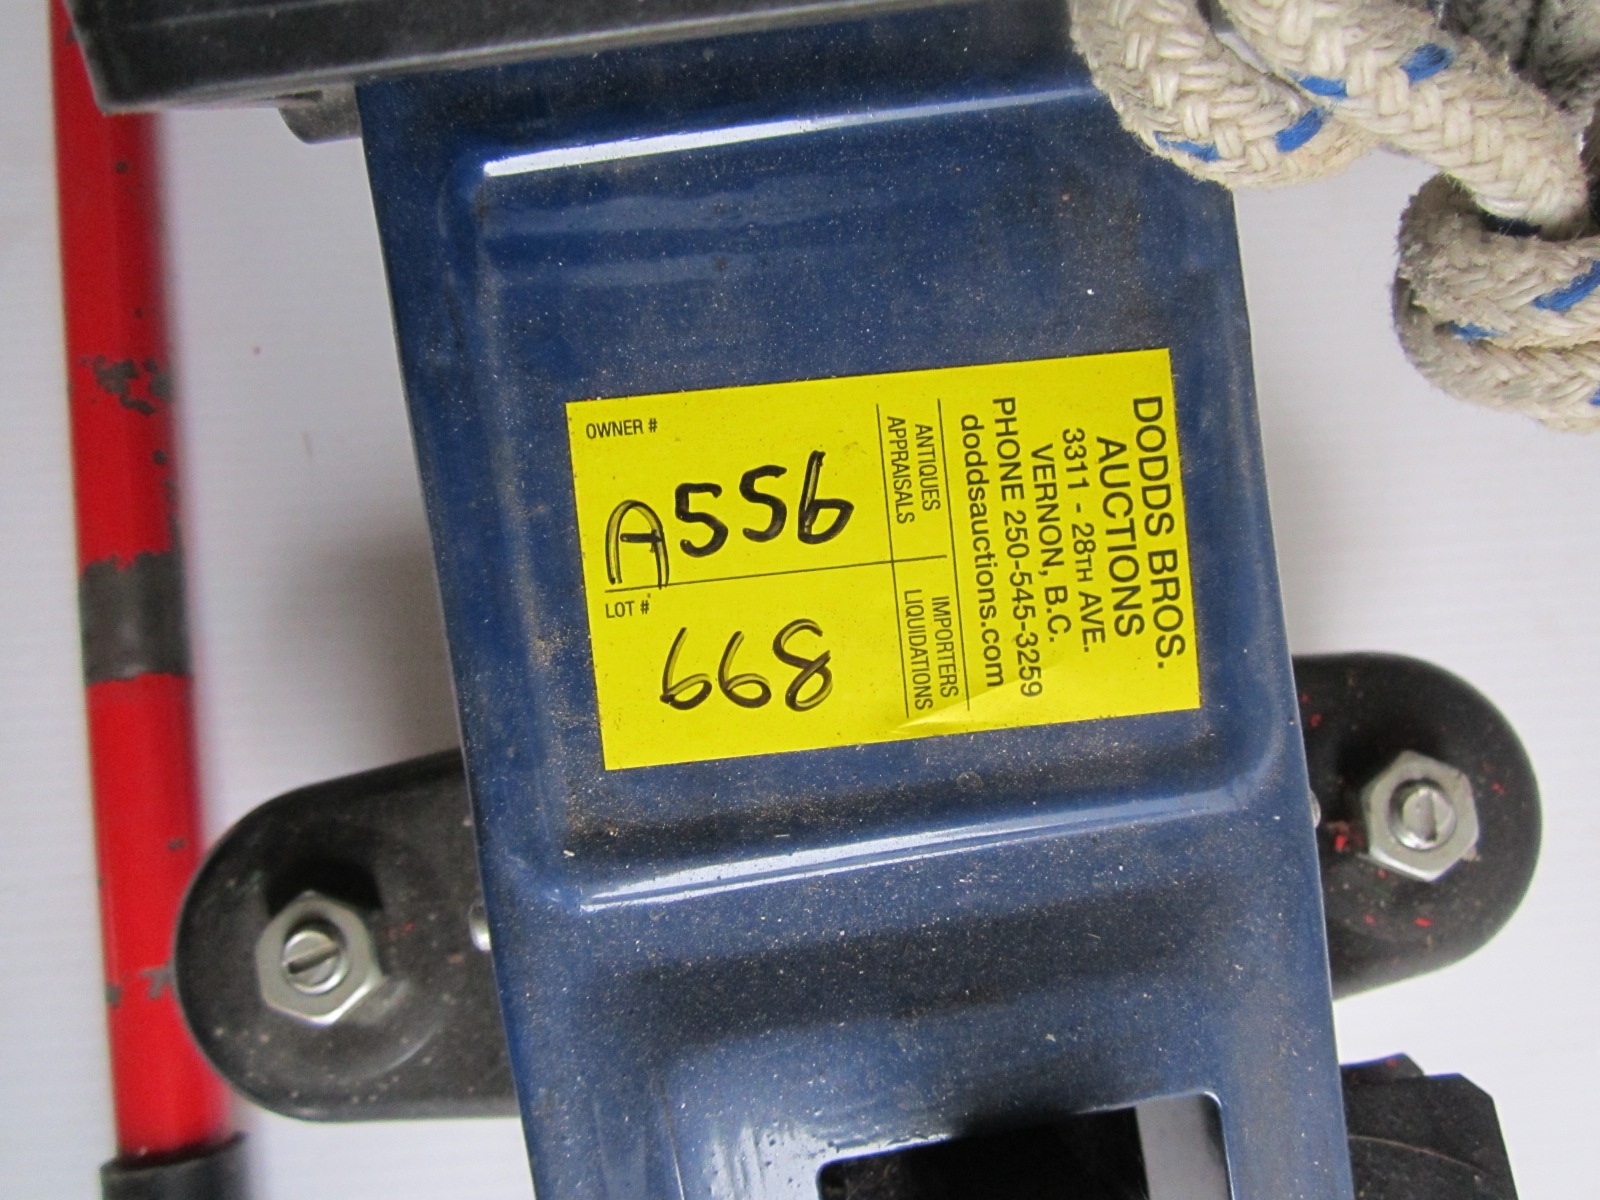 DODDS BROS.
AUCTIONS
3311 - 28TH AVE.
VERNON, B.C.
PHONE 250-545-3259
doddsauctions.com
ANTIQUES IMPORTERS
APPRAISALS LIQUIDATIONS
OWNER #
A556
LOT #
668